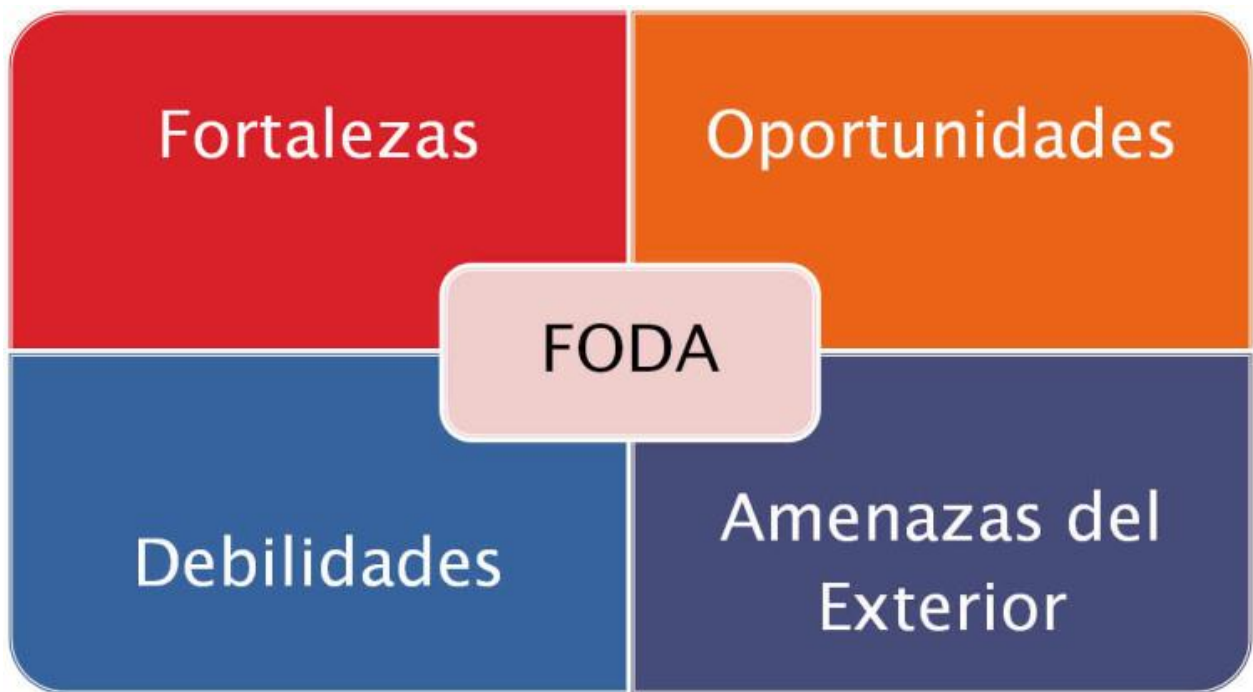 Fortalezas
Oportunidades
FODA
Debilidades
Amenazas del
Exterior